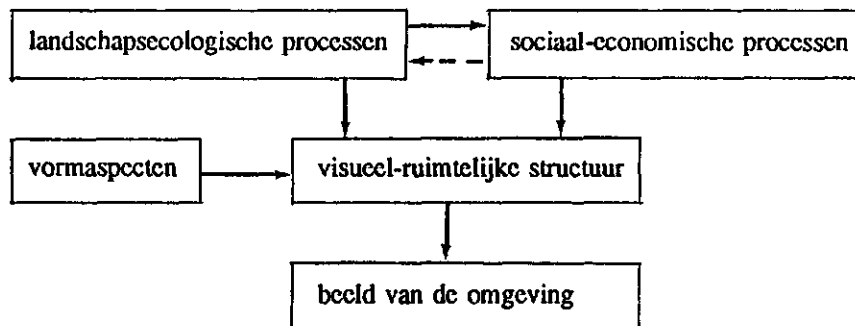 landschapsecologische processen
sociaal-economische processen
vormaspecten
visueel-ruimtelijke structuur
beeld van de omgeving